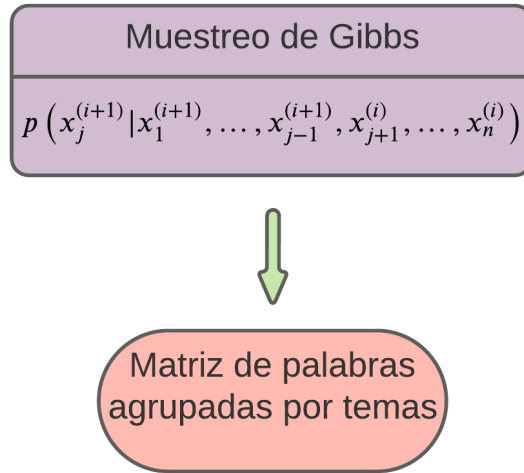 Muestreo de Gibbs
p(x_j^{(i+1)}|x_1^{(i+1)}, …, x_{j-1}^{(i+1)}, x_{j+1}^{(i)}, …, x_n^{(i)})
Matriz de palabras
agrupadas por temas